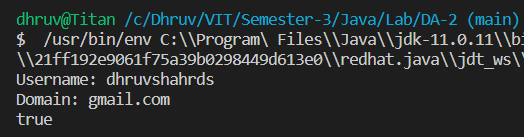 dhruv@Titan /c/Dhruv/VIT/Semester-3/Java/Lab/DA-2 (main)
$  /usr/bin/env C:\\Program\ Files\\Java\\jdk-11.0.11\\bi
\\21ff192e9061f75a39b0298449d613e0\\redhat.java\\jdt_ws\
Username: dhruvshahrds
Domain: gmail.com
true